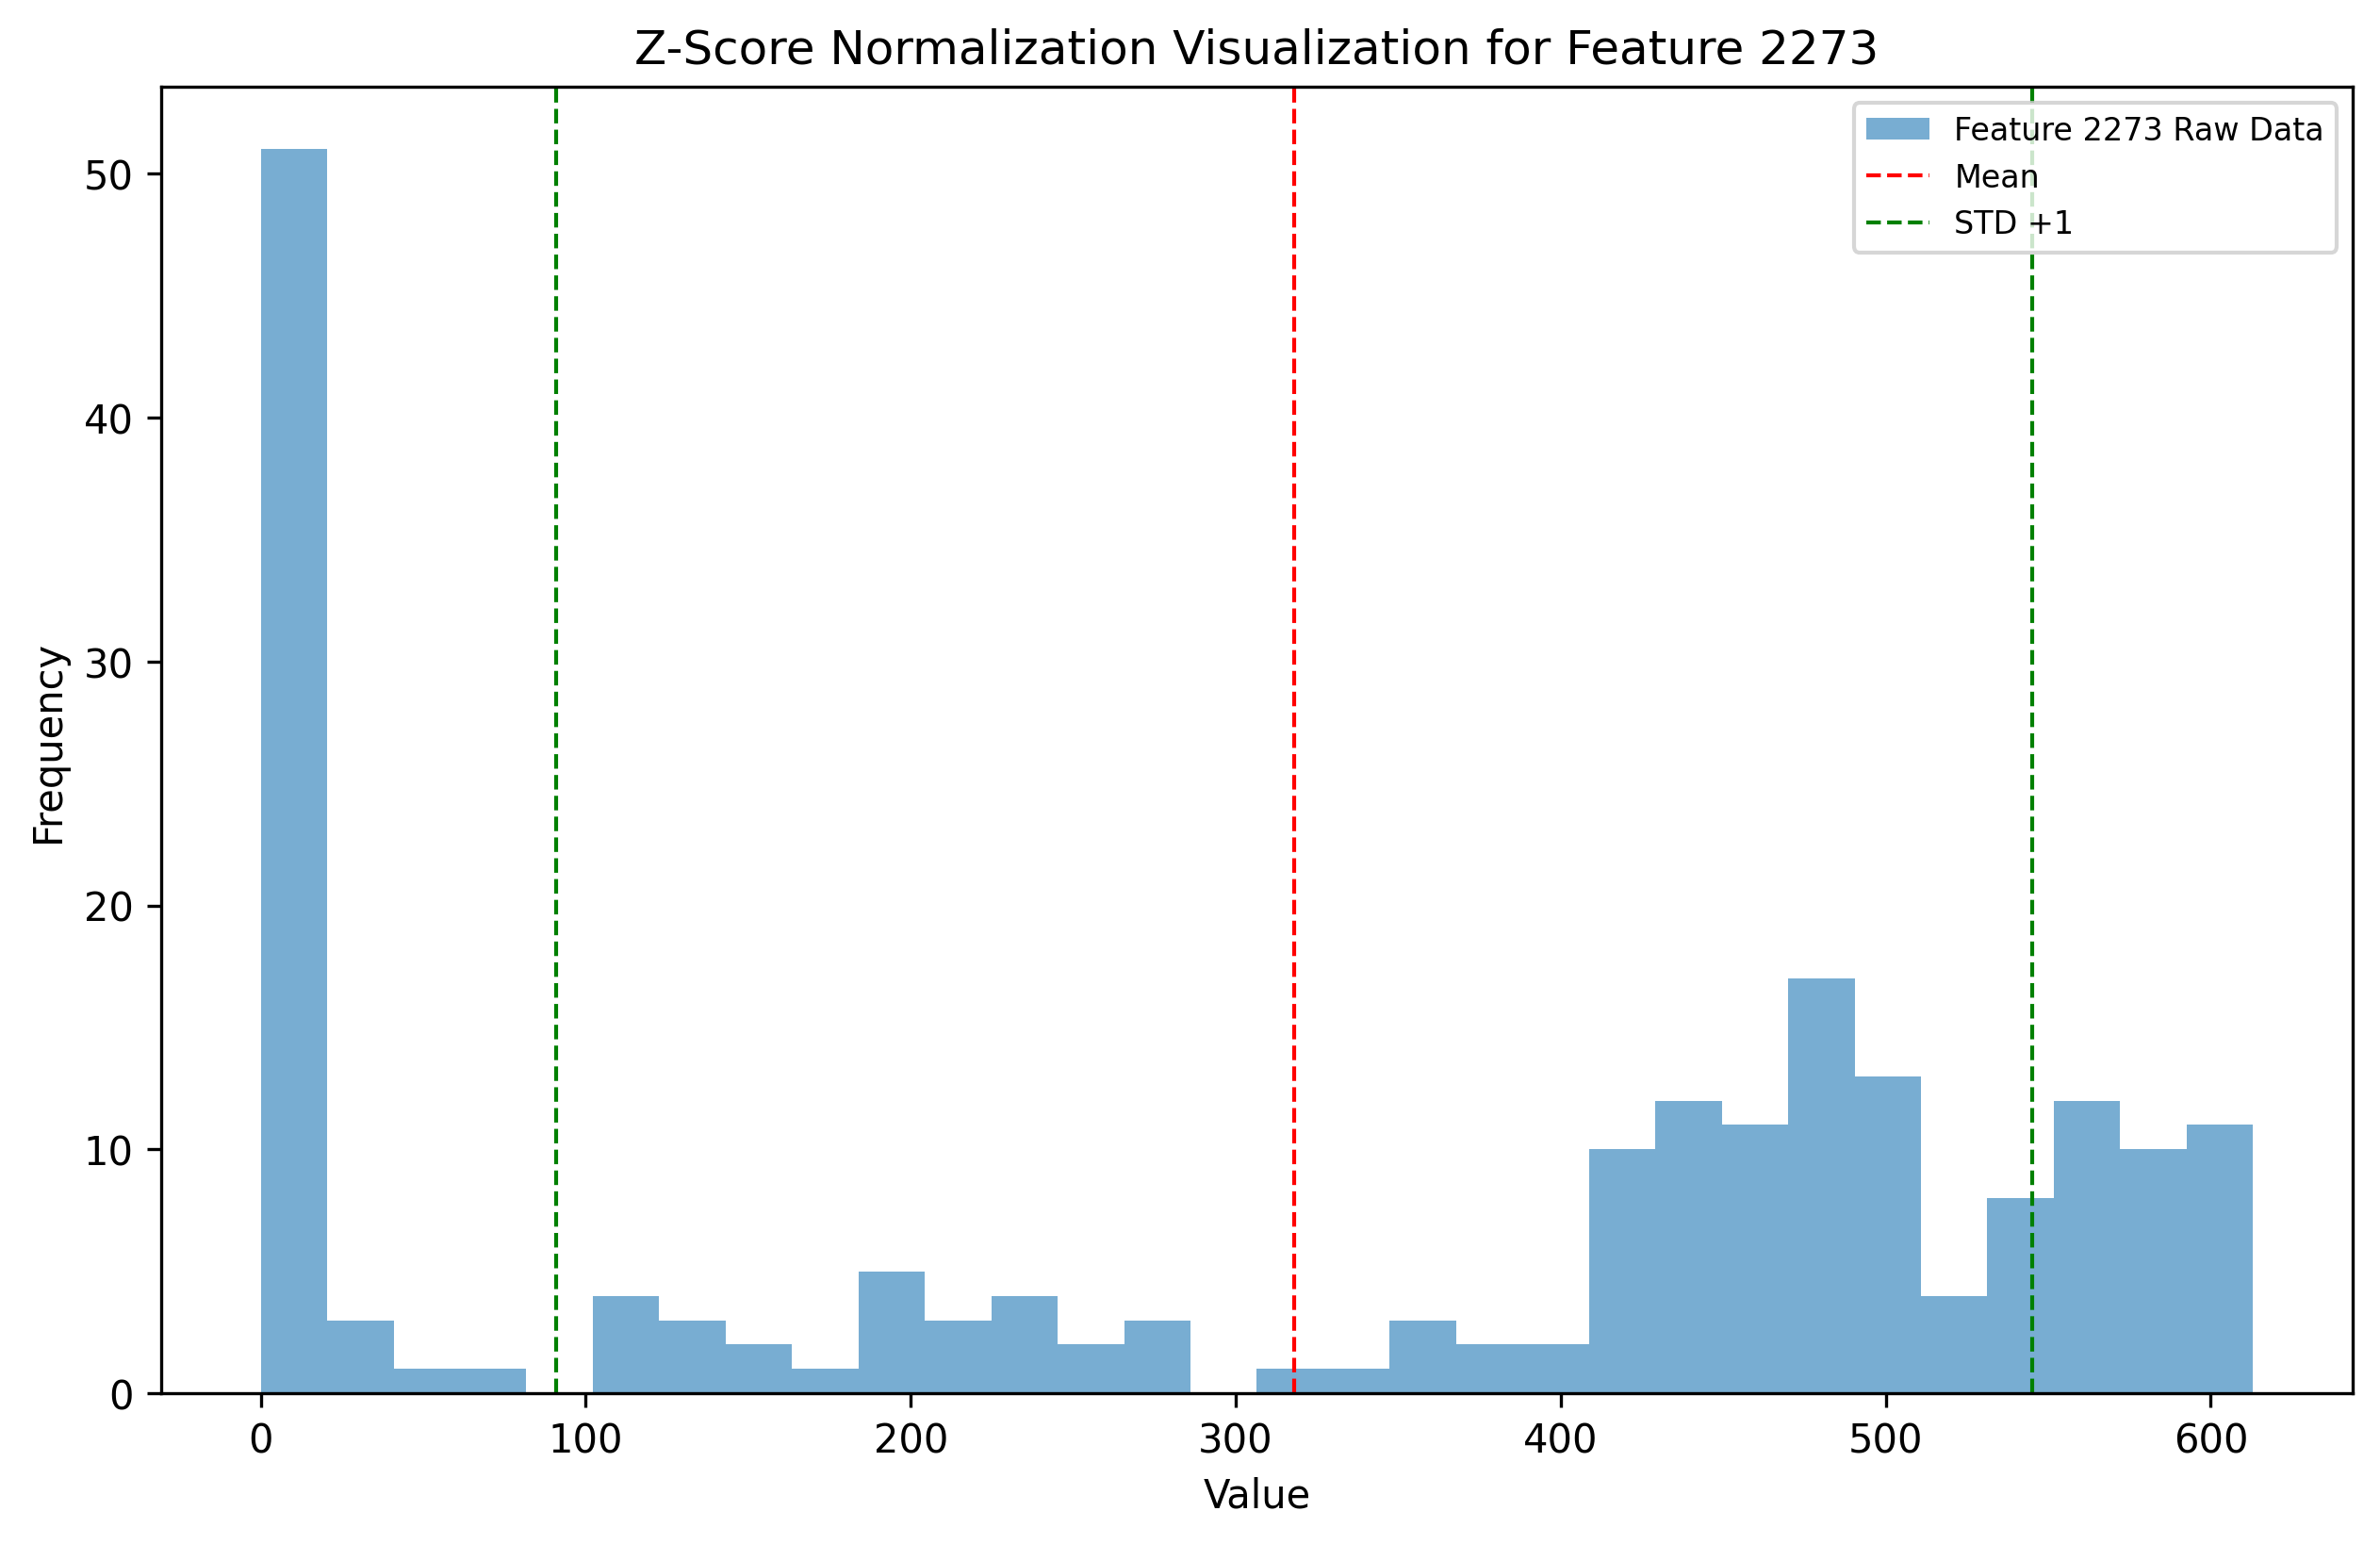 Z-Score Normalization Visualization for Feature 2273
Feature 2273 Raw Data
Mean
STD +1
50
40
30
20
10
0
Frequency
0 100 200 300 400 500 600
Value